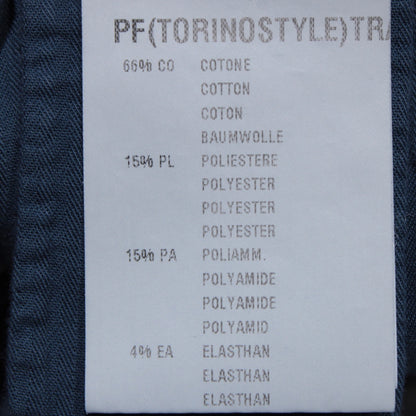 PF(TORINOSTYLE)TRA
66% CO COTONE
COTTON
COTON
BAUMWOLLE
15% PL POLIESTERE
POLYESTER
POLYESTER
POLYESTER
15% PA POLIAMM.
POLYAMIDE
POLYAMIDE
POLYAMID
4% EA ELASTHAN
ELASTHAN
ELASTHAN